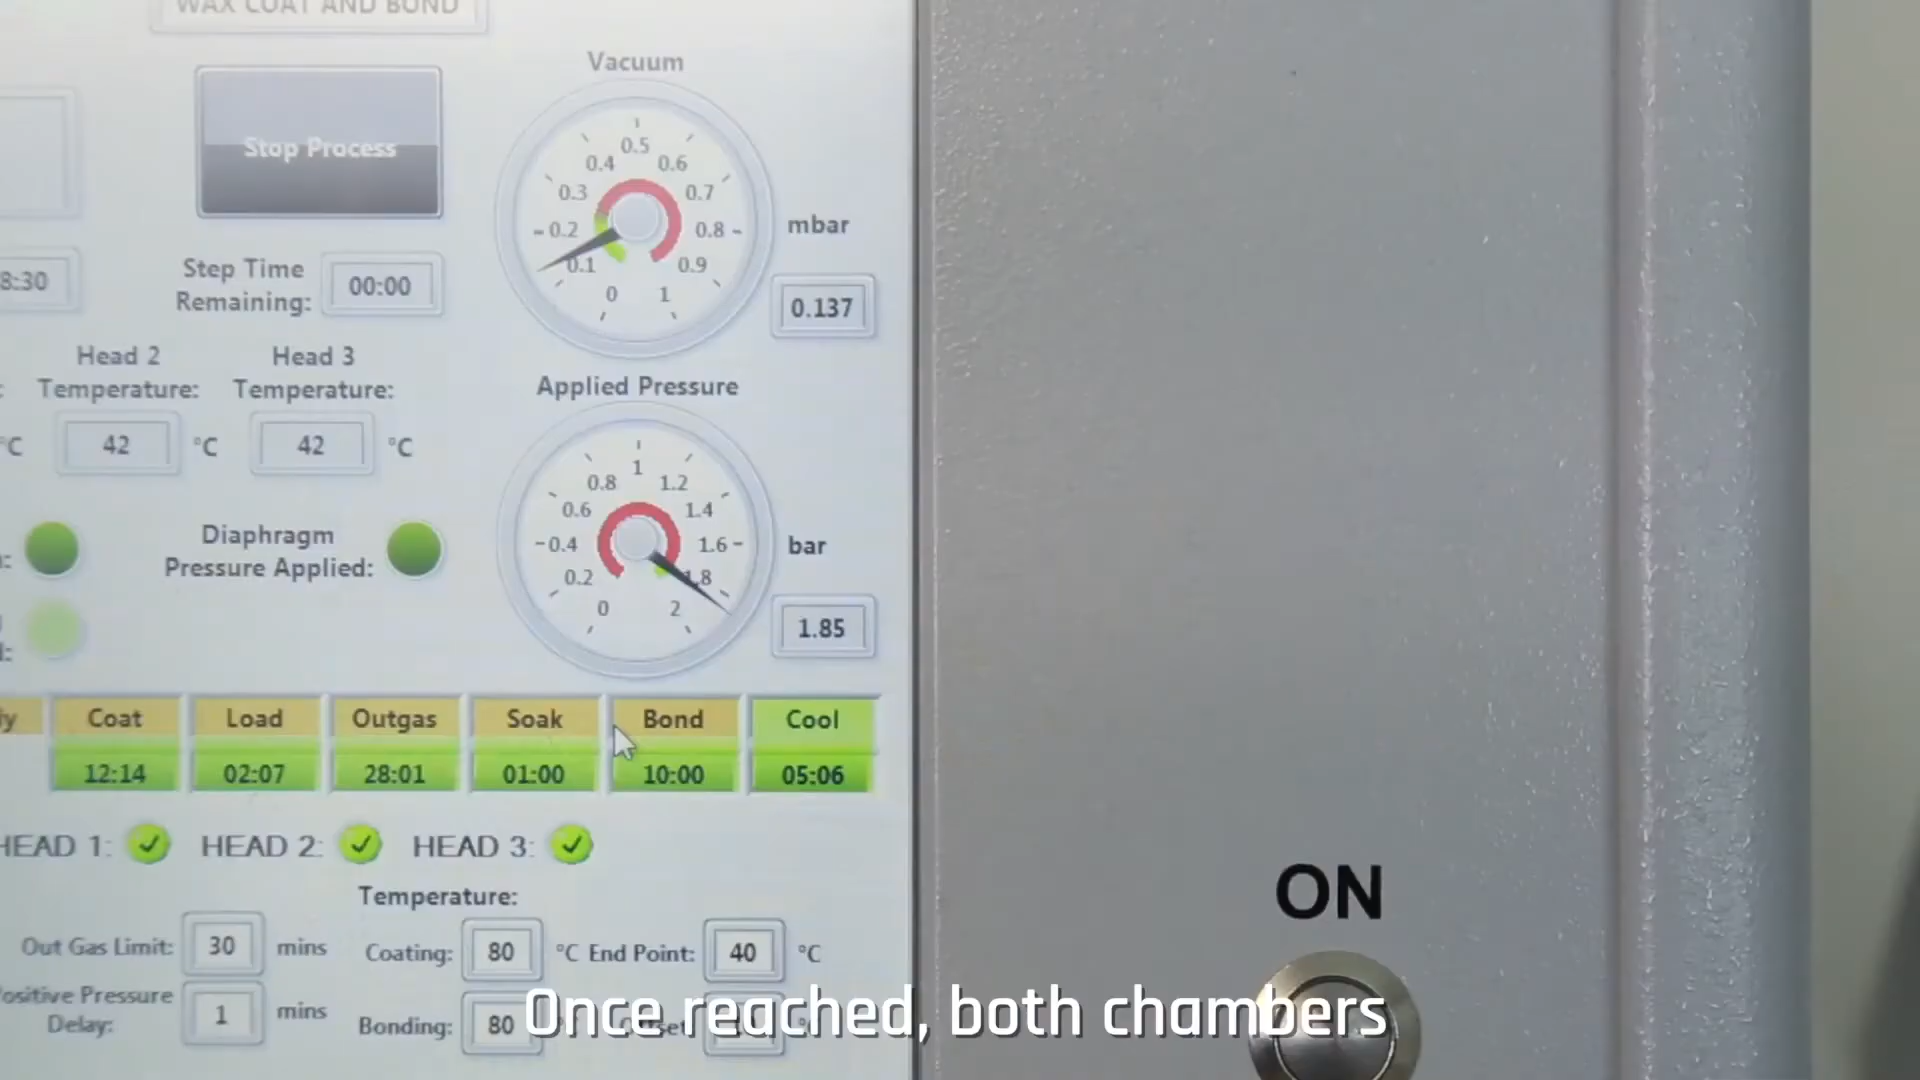 WAX COAT AND BOND
Vacuum
Stop Process
0 0.1 0.2 0.3 0.4 0.5 0.6 0.7 0.8 0.9 1
mbar
0.137
8:30
Step Time
Remaining:
00:00
Head 2
Temperature:
42 °C
Head 3
Temperature:
42 °C
°C
Applied Pressure
0 0.2 0.4 0.6 0.8 1 1.2 1.4 1.6 1.8 2
bar
1.85
Diaphragm
Pressure Applied:
Coat Load Outgas Soak Bond Cool
12:14 02:07 28:01 01:00 10:00 05:06
HEAD 1: HEAD 2: HEAD 3:
Temperature:
Out Gas Limit: 30 mins
Coating: 80 °C End Point: 40 °C
Positive Pressure
Delay: 1 mins
Bonding: 80
ON
Once reached, both chambers